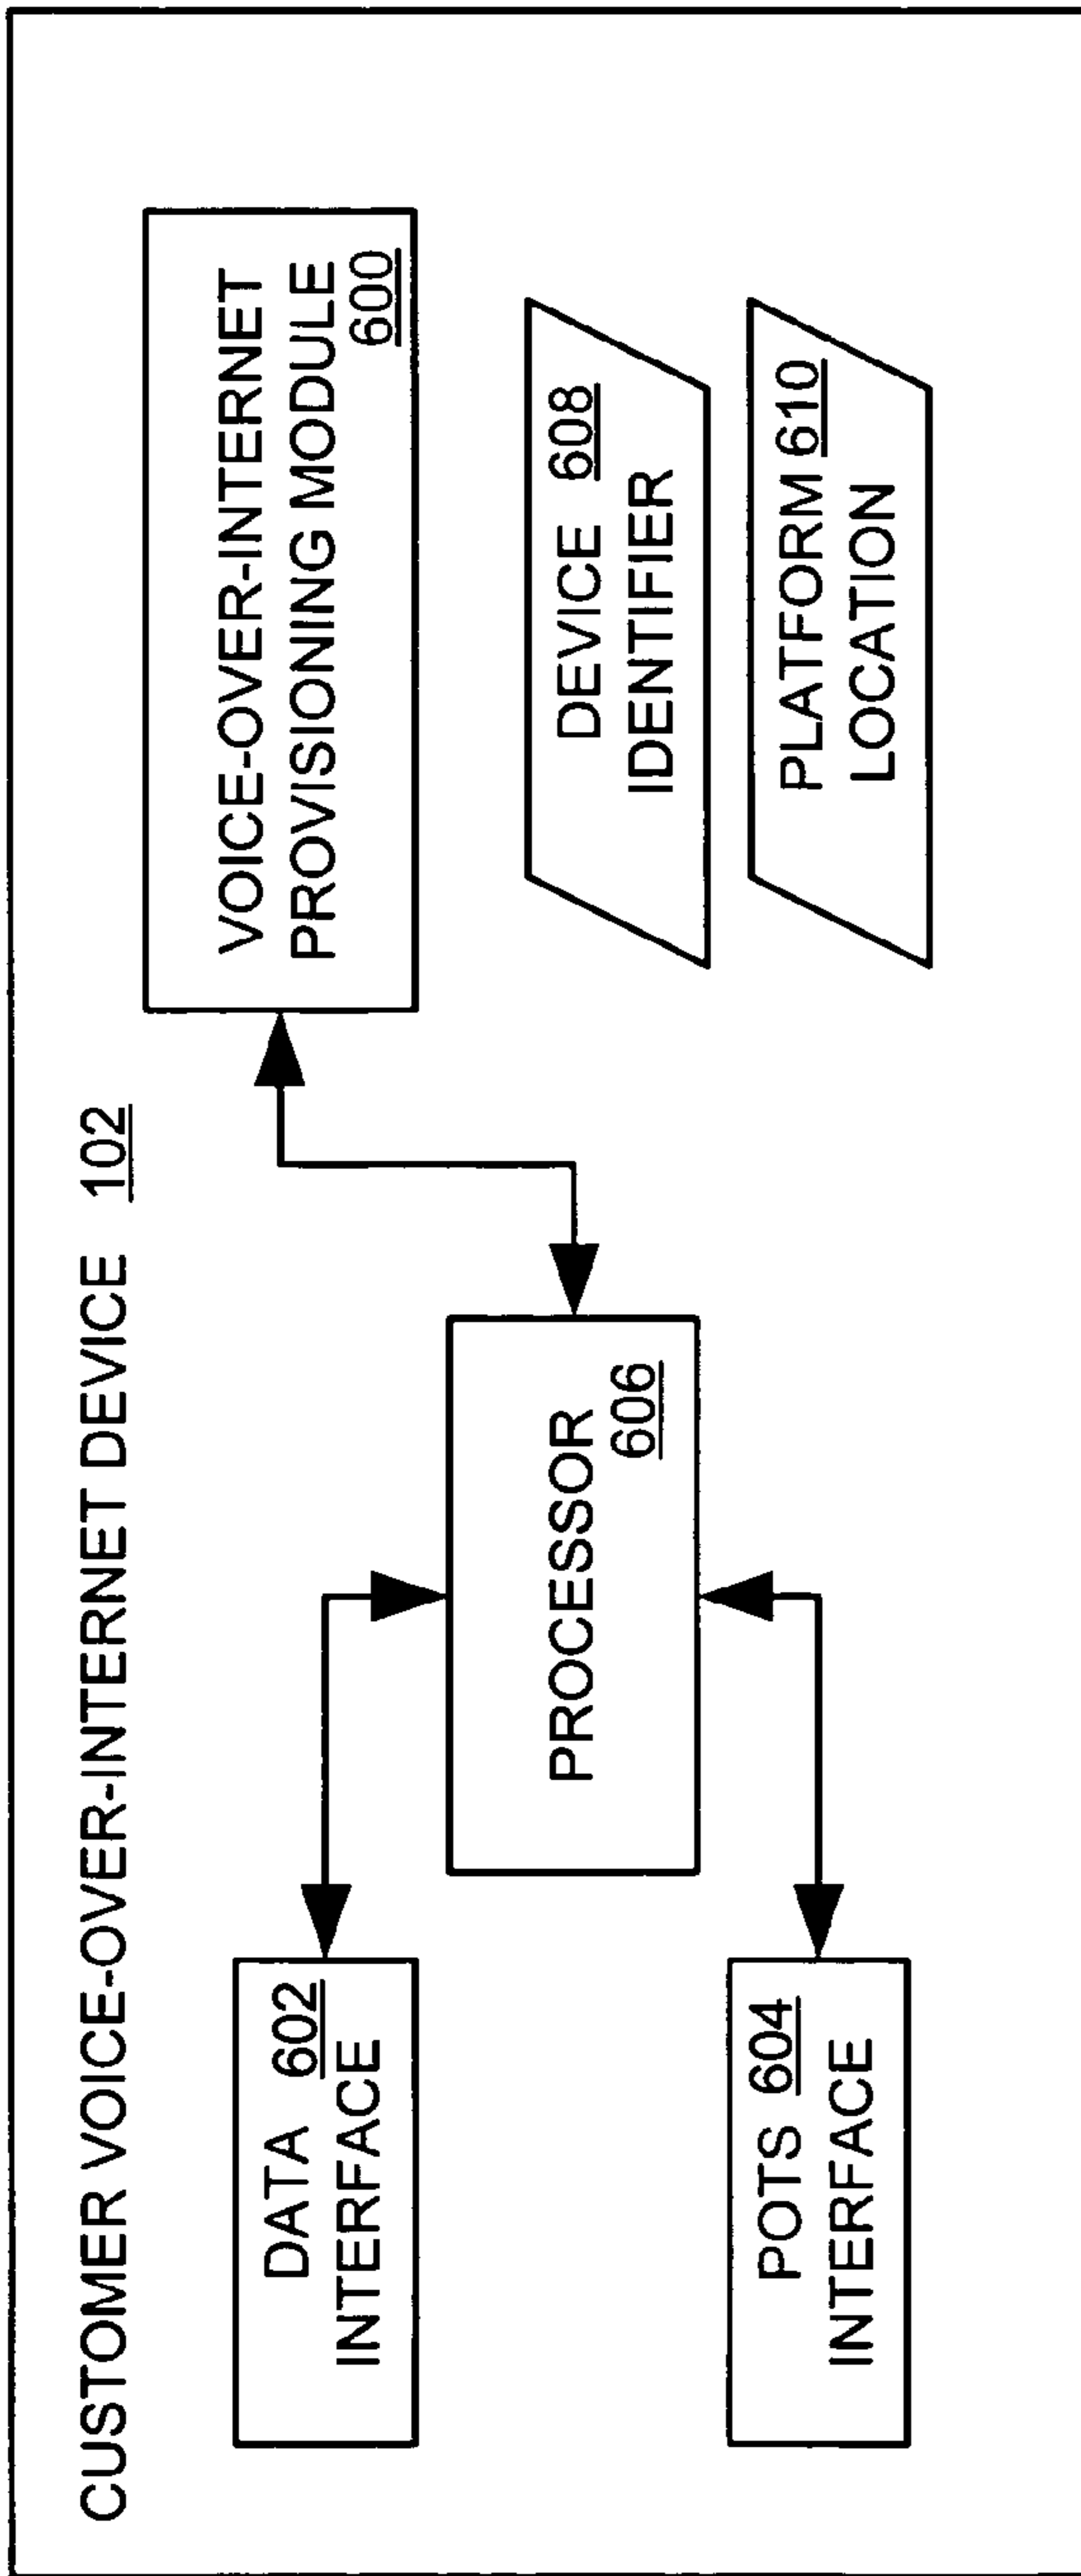 CUSTOMER VOICE-OVER-INTERNET DEVICE 102
DATA 602
INTERFACE
POTS 604
INTERFACE
PROCESSOR
606
VOICE-OVER-INTERNET
PROVISIONING MODULE
600
DEVICE 608
IDENTIFIER
PLATFORM 610
LOCATION